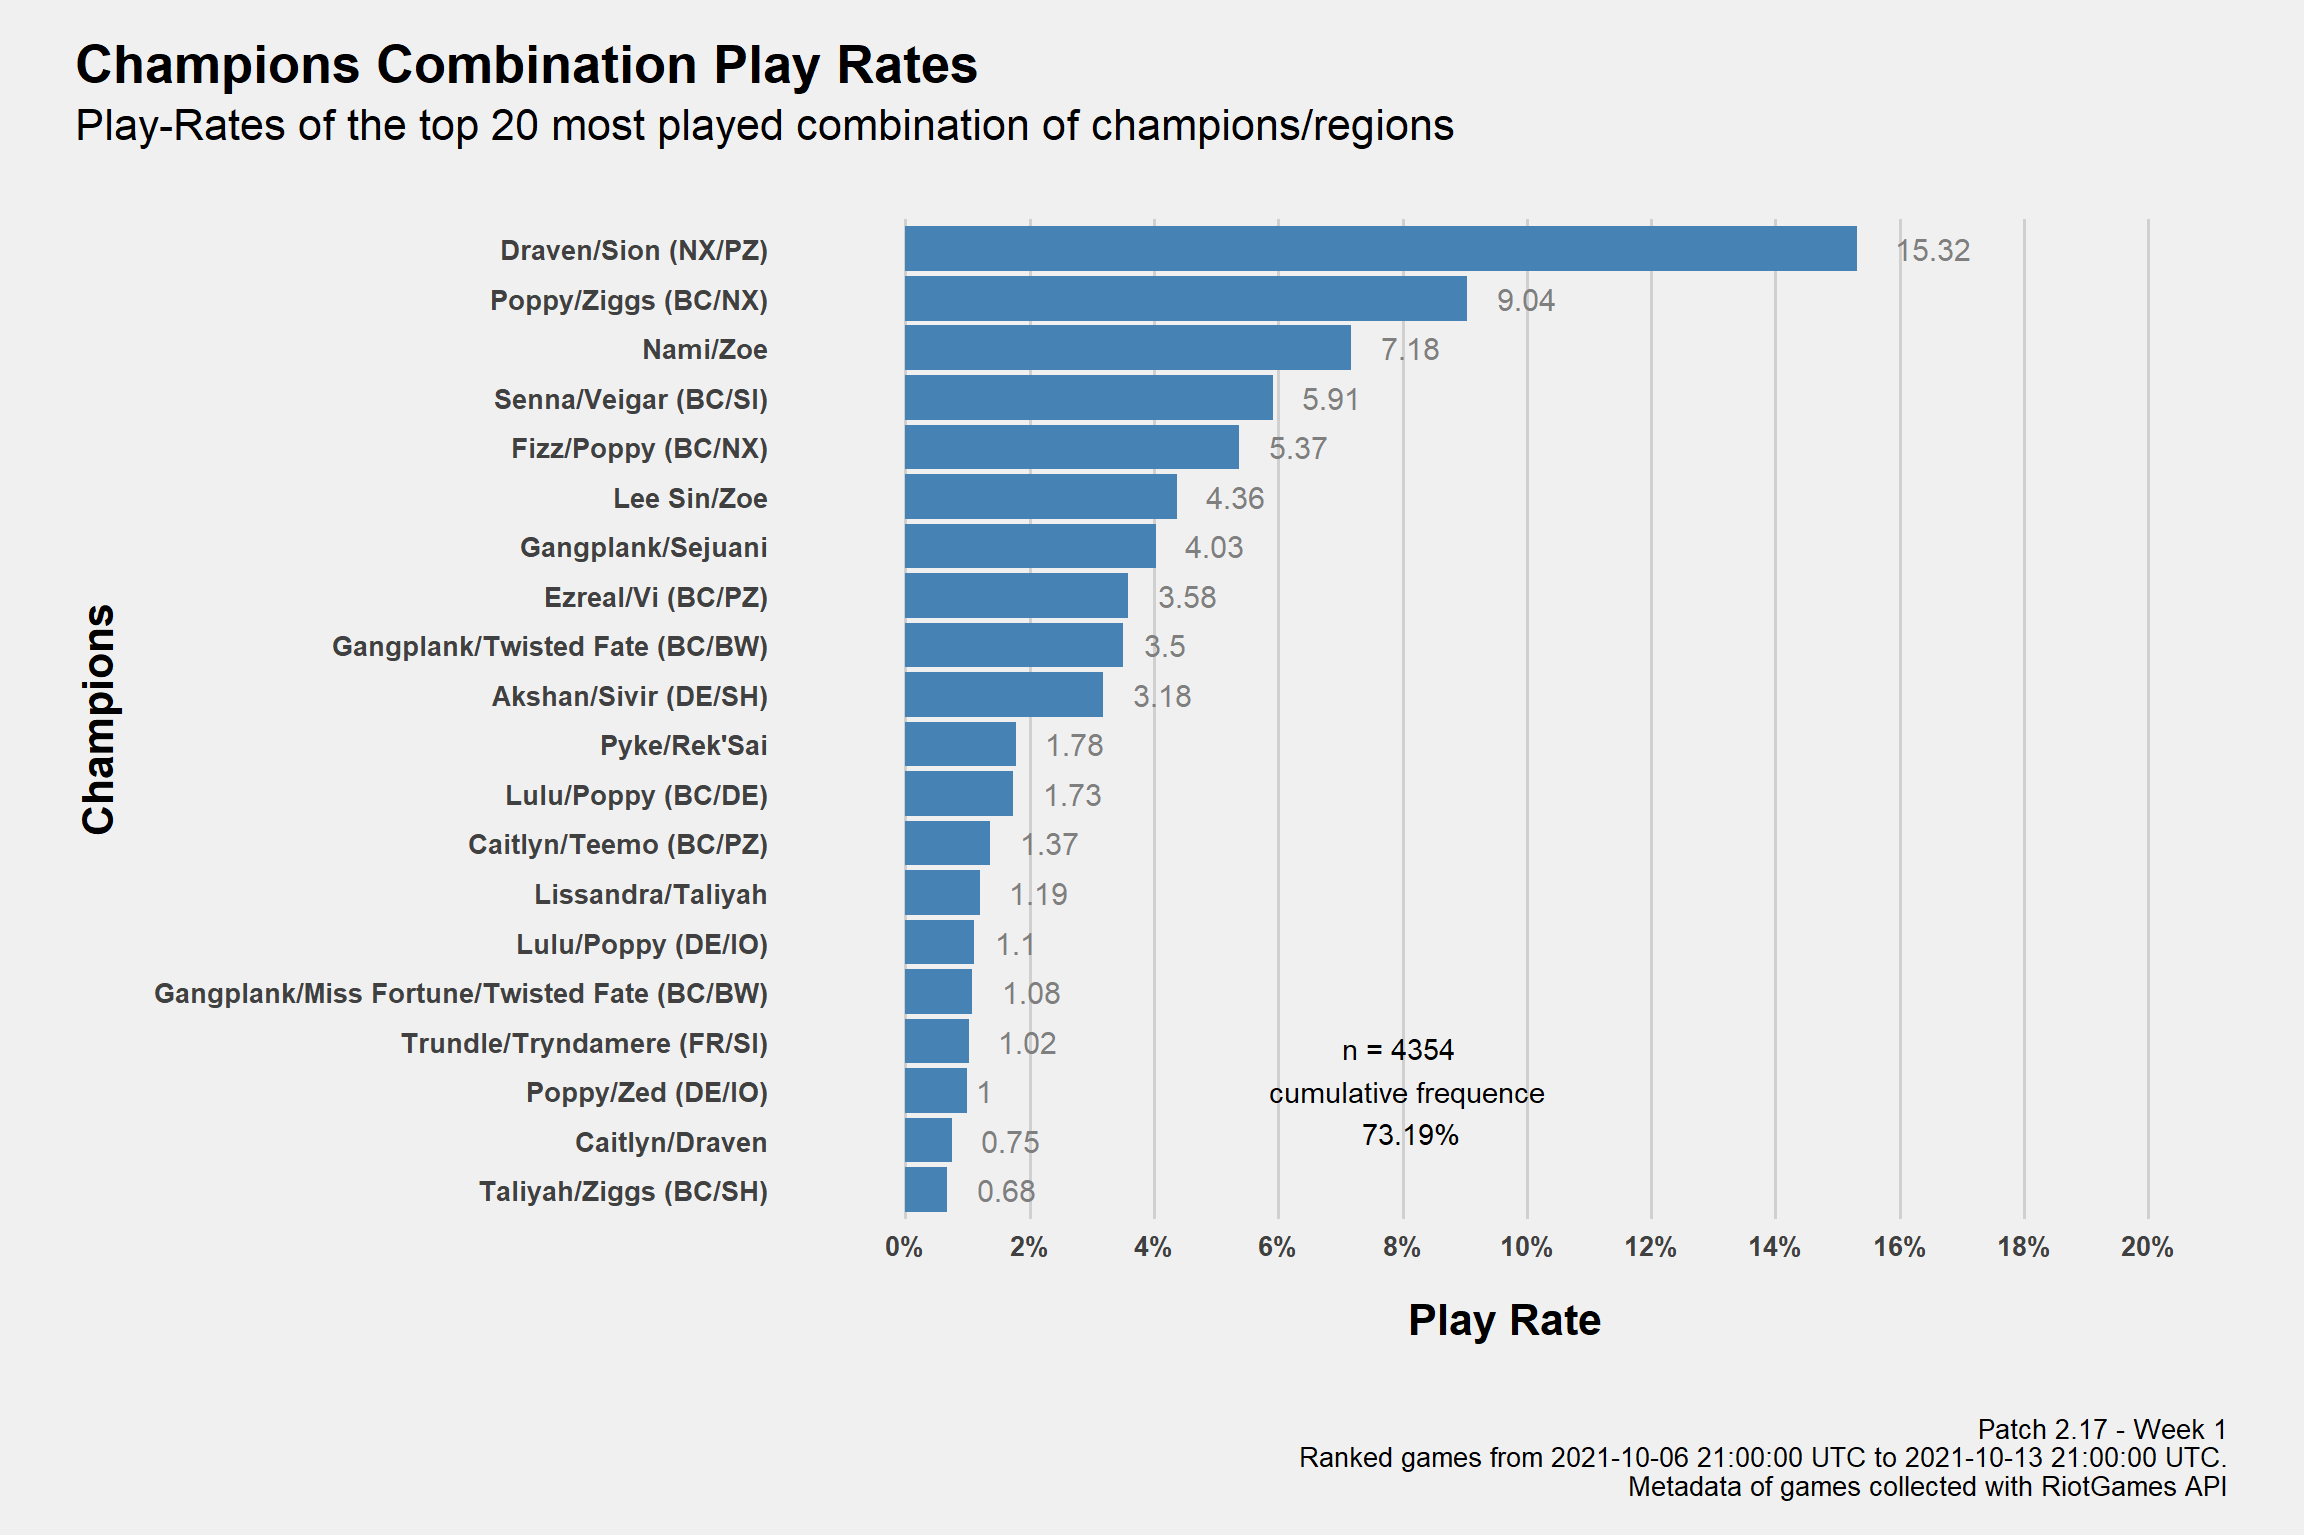 Champions Combination Play Rates
Play-Rates of the top 20 most played combination of champions/regions
Champions
Draven/Sion (NX/PZ) 15.32
Poppy/Ziggs (BC/NX) 9.04
Nami/Zoe 7.18
Senna/Veigar (BC/SI) 5.91
Fizz/Poppy (BC/NX) 5.37
Lee Sin/Zoe 4.36
Gangplank/Sejuani 4.03
Ezreal/Vi (BC/PZ) 3.58
Gangplank/Twisted Fate (BC/BW) 3.5
Akshan/Sivir (DE/SH) 3.18
Pyke/Rek'Sai 1.78
Lulu/Poppy (BC/DE) 1.73
Caitlyn/Teemo (BC/PZ) 1.37
Lissandra/Taliyah 1.19
Lulu/Poppy (DE/IO) 1.1
Gangplank/Miss Fortune/Twisted Fate (BC/BW) 1.08
Trundle/Tryndamere (FR/SI) 1.02
Poppy/Zed (DE/IO) 1
Caitlyn/Draven 0.75
Taliyah/Ziggs (BC/SH) 0.68
n = 4354
cumulative frequence
73.19%
0% 2% 4% 6% 8% 10% 12% 14% 16% 18% 20%
Play Rate
Patch 2.17 - Week 1
Ranked games from 2021-10-06 21:00:00 UTC to 2021-10-13 21:00:00 UTC.
Metadata of games collected with RiotGames API